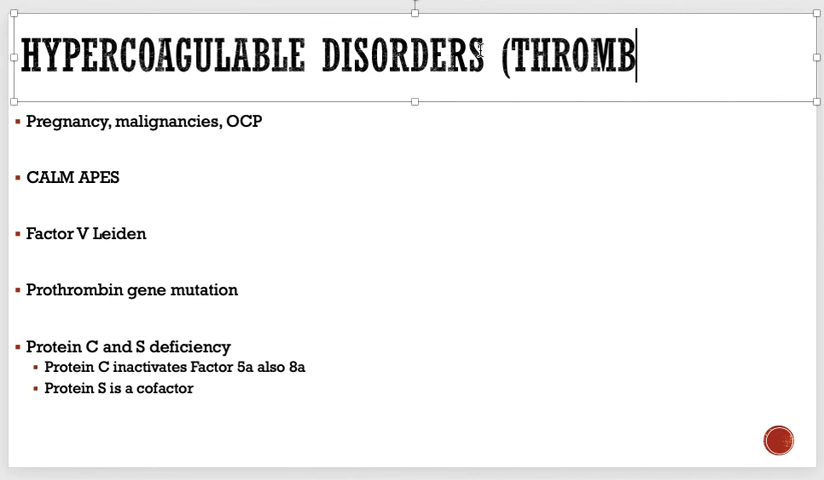 HYPERCOAGULABLE DISORDERS (THROMB
Pregnancy, malignancies, OCP
CALM APES
Factor V Leiden
Prothrombin gene mutation
Protein C and S deficiency
Protein C inactivates Factor 5a also 8a
Protein S is a cofactor